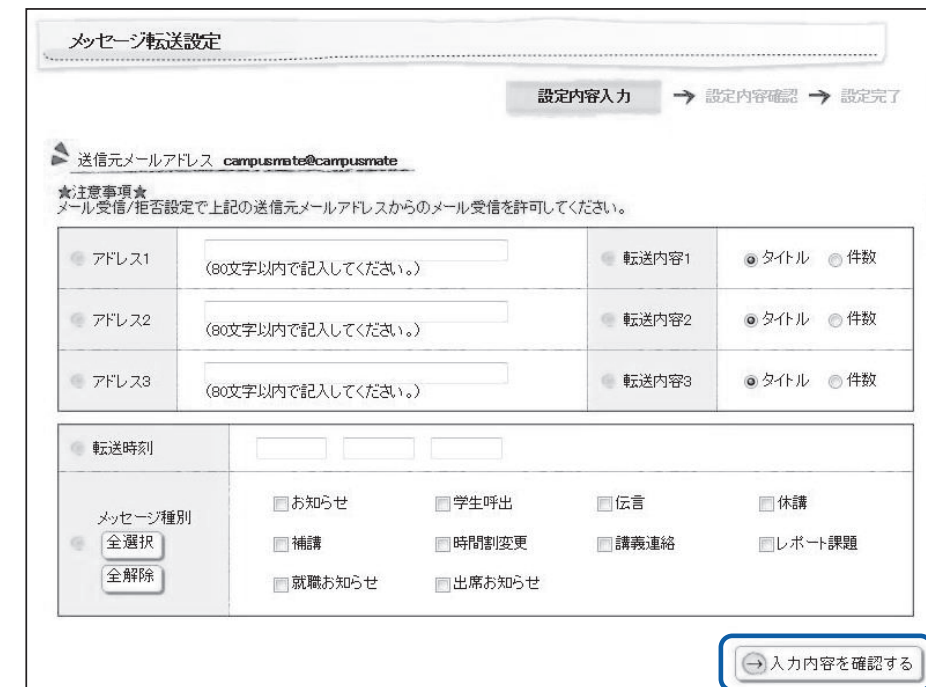 メッセージ転送設定
設定内容入力 → 設定内容確認 → 設定完了
送信元メールアドレス campusmate@campusmate
★注意事項★
メール受信/拒否設定で上記の送信元メールアドレスからのメール受信を許可してください。
アドレス1 (80文字以内で記入してください。) 転送内容1 タイトル 件数
アドレス2 (80文字以内で記入してください。) 転送内容2 タイトル 件数
アドレス3 (80文字以内で記入してください。) 転送内容3 タイトル 件数
転送時刻
メッセージ種別
全選択
全解除
お知らせ 学生呼出 伝言 休講
補講 時間割変更 講義連絡 レポート課題
就職お知らせ 出席お知らせ
入力内容を確認する